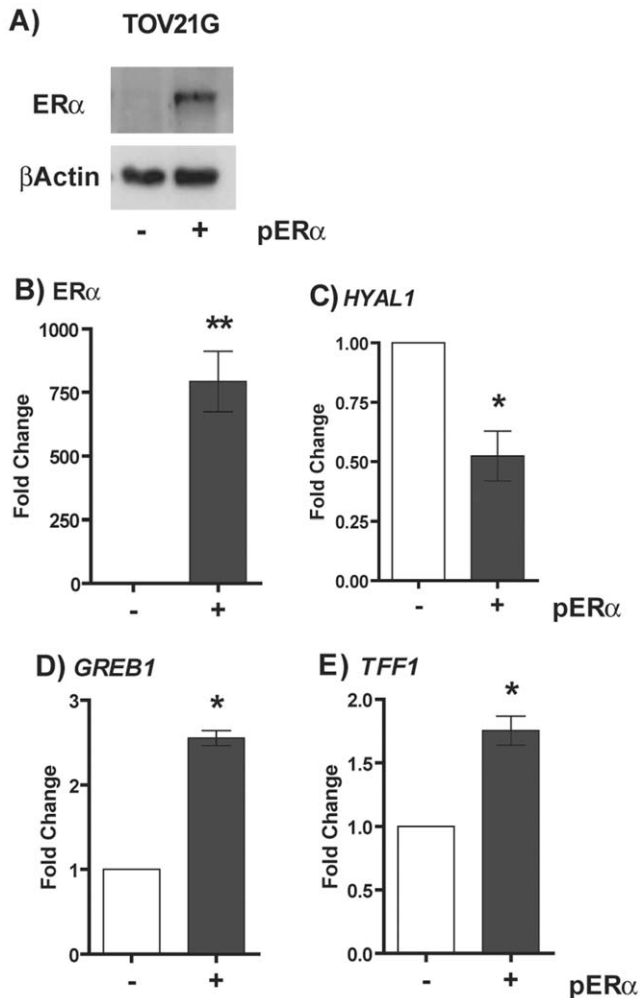 A) TOV21G
ERα
βActin
- + pERα
B) ERα
**
1000
750
500
250
0
Fold Change
- +
C) HYAL1
*
1.00
0.75
0.50
0.25
0.00
Fold Change
- + pERα
D) GREB1
*
3
2
1
0
Fold Change
- +
E) TFF1
*
2.0
1.5
1.0
0.5
0.0
Fold Change
- + pERα